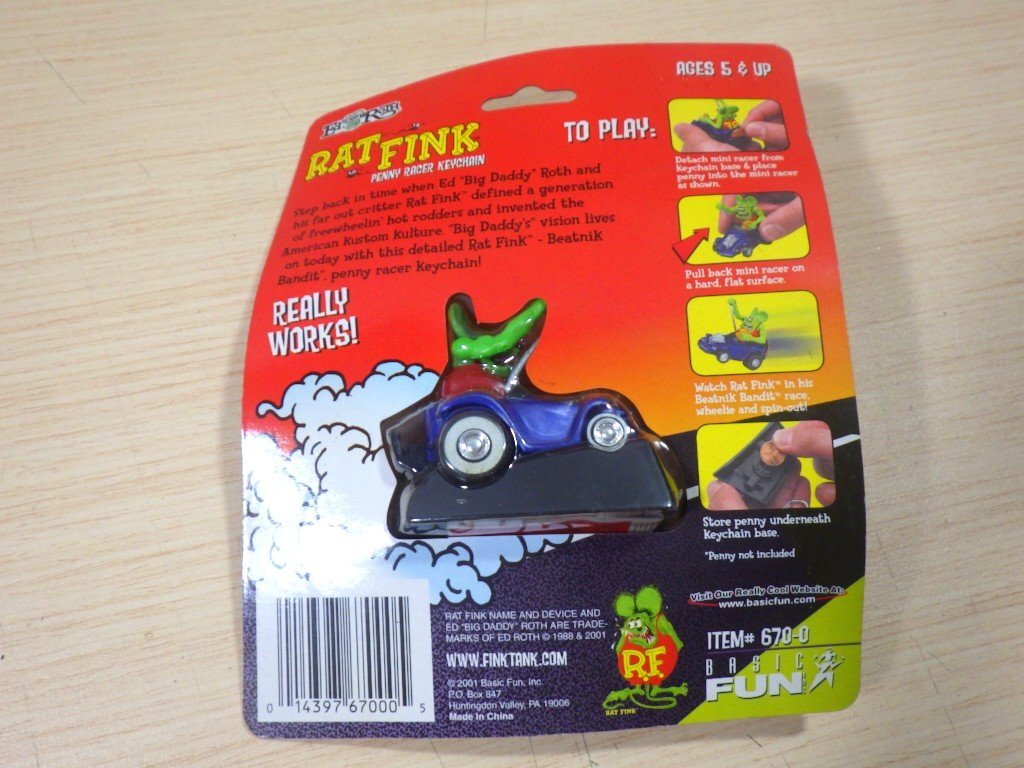 Ed "Big Daddy" Roth
RAT FINK
PENNY RACER KEYCHAIN
Step back in time when Ed "Big Daddy" Roth and
his far out critter Rat Fink™ defined a generation
of freewheelin' hot rodders and invented the
American Kustom Kulture. "Big Daddy's" vision lives
on today with this detailed Rat Fink™ - Beatnik
Bandit™, penny racer keychain!
REALLY
WORKS!
AGES 5 & UP
TO PLAY:
Detach mini racer from
Keychain base & place
penny into the mini racer
as shown.
Pull back mini racer on
a hard, flat surface.
Watch Rat Fink™ in his
Beatnik Bandit™ race,
wheelie and spin-out!
Store penny underneath
Keychain base.
*Penny not included
Visit Our Really Cool Website At:
www.basicfun.com
ITEM# 670-0
BASIC
FUN
RAT FINK NAME AND DEVICE AND
ED "BIG DADDY" ROTH ARE TRADE-
MARKS OF ED ROTH © 1988 & 2001
WWW.FINKTANK.COM
© 2001 Basic Fun, Inc.
P.O. Box 847
Huntingdon Valley, PA 19006
Made in China
R.F.
RAT FINK
0 14397 67000 5